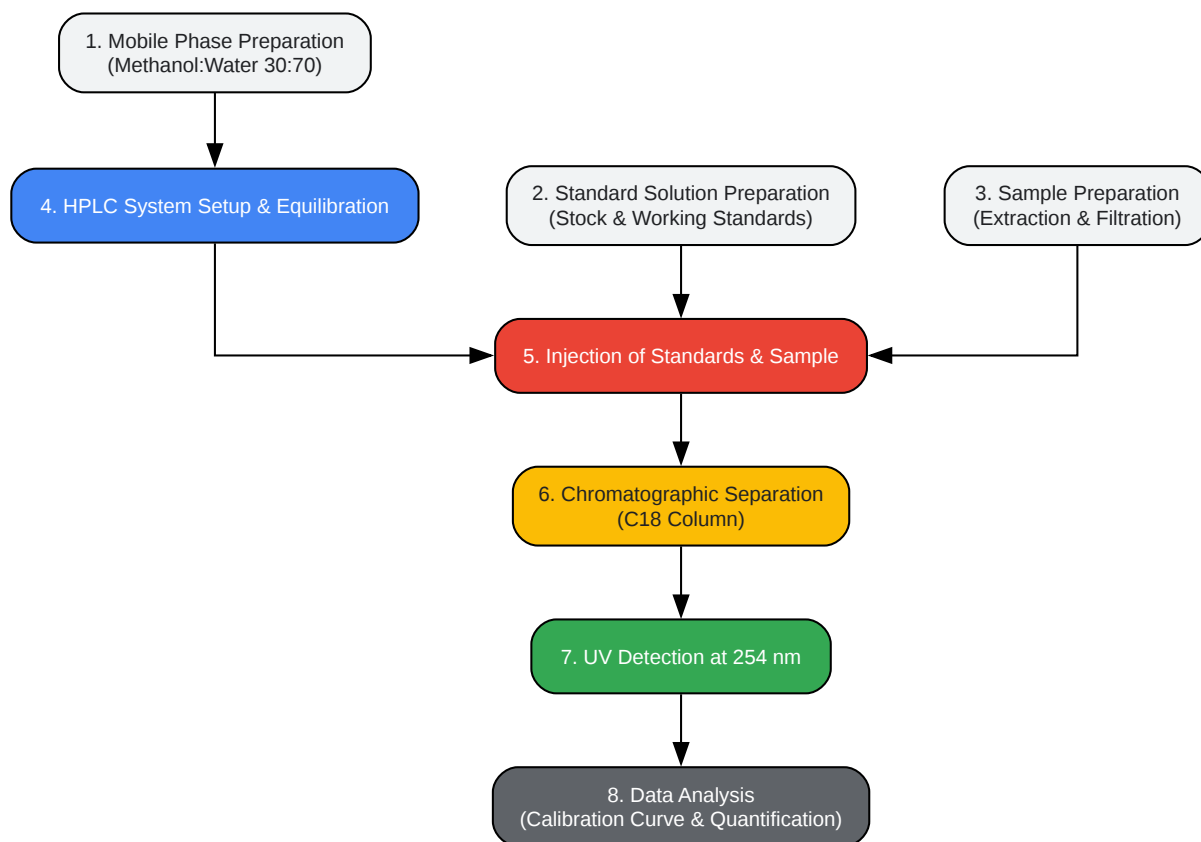 1. Mobile Phase Preparation
(Methanol:Water 30:70)
4. HPLC System Setup & Equilibration
2. Standard Solution Preparation
(Stock & Working Standards)
3. Sample Preparation
(Extraction & Filtration)
5. Injection of Standards & Sample
6. Chromatographic Separation
(C18 Column)
7. UV Detection at 254 nm
8. Data Analysis
(Calibration Curve & Quantification)